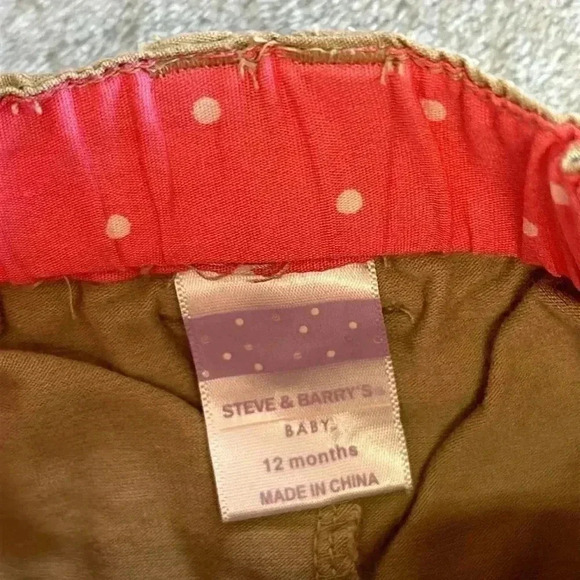 STEVE & BARRY'S
BABY
12 months
MADE IN CHINA